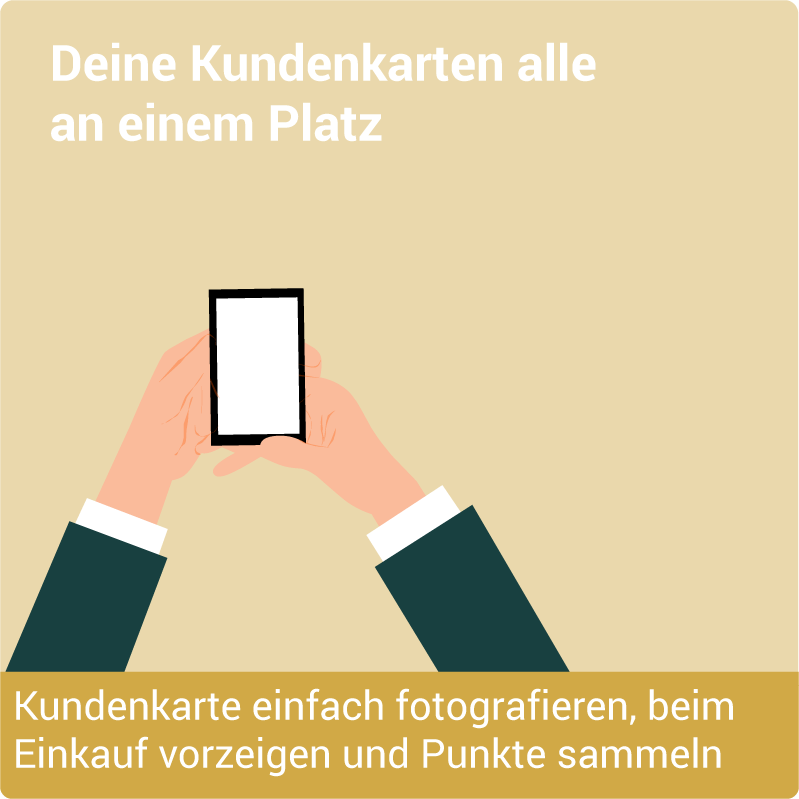 Deine Kundenkarten alle
an einem Platz
Kundenkarte einfach fotografieren, beim
Einkauf vorzeigen und Punkte sammeln